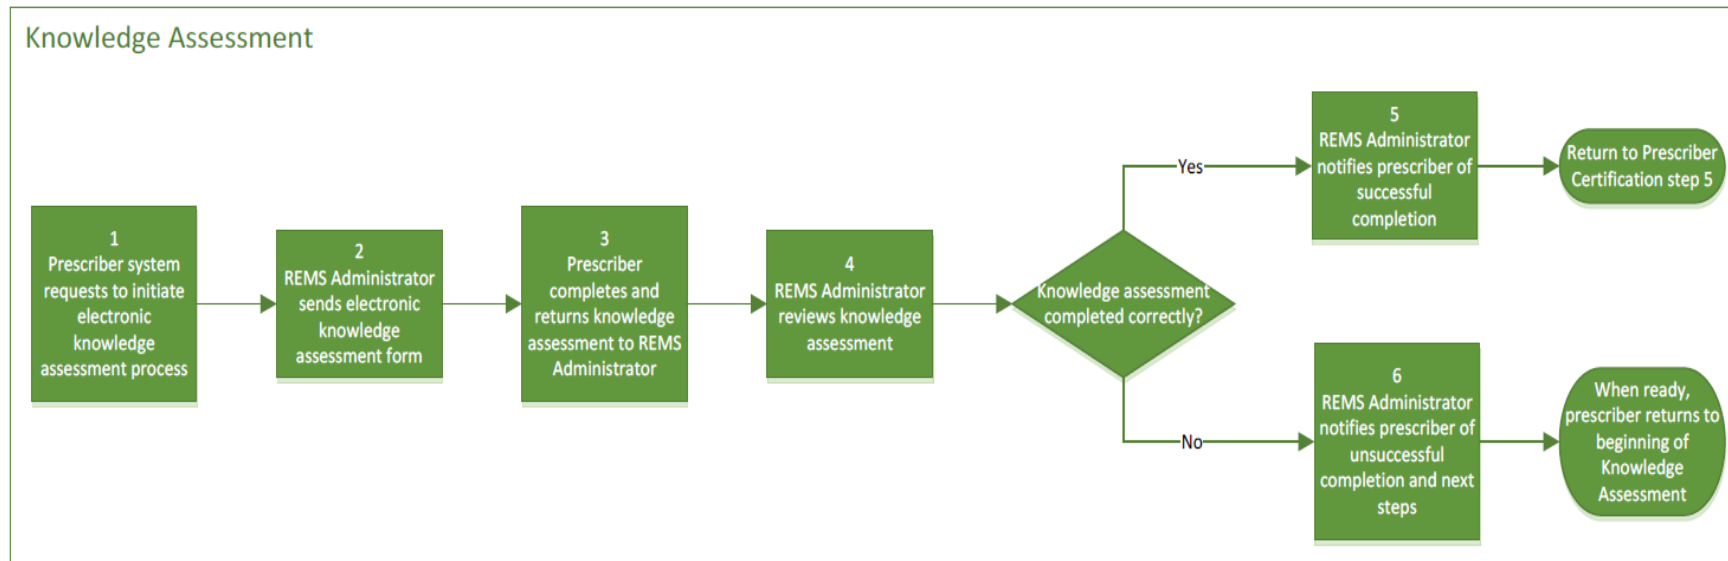 Knowledge Assessment
1
Prescriber system
requests to initiate
electronic
knowledge
assessment process
2
REMS Administrator
sends electronic
knowledge
assessment form
3
Prescriber
completes and
returns knowledge
assessment to REMS
Administrator
4
REMS Administrator
reviews knowledge
assessment
Knowledge assessment
completed correctly?
Yes
5
REMS Administrator
notifies prescriber of
successful
completion
Return to Prescriber
Certification step 5
No
6
REMS Administrator
notifies prescriber of
unsuccessful
completion and next
steps
When ready,
prescriber returns to
beginning of
Knowledge
Assessment